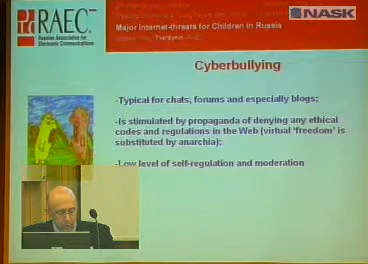 RAEC
Russian Association for
Electronic Communications
NASK
Major Internet-threats for Children in Russia
Cyberbullying
-Typical for chats, forums and especially blogs;
-Is stimulated by propaganda of denying any ethical
codes and regulations in the Web (virtual 'freedom' is
substituted by anarchia);
-Low level of self-regulation and moderation